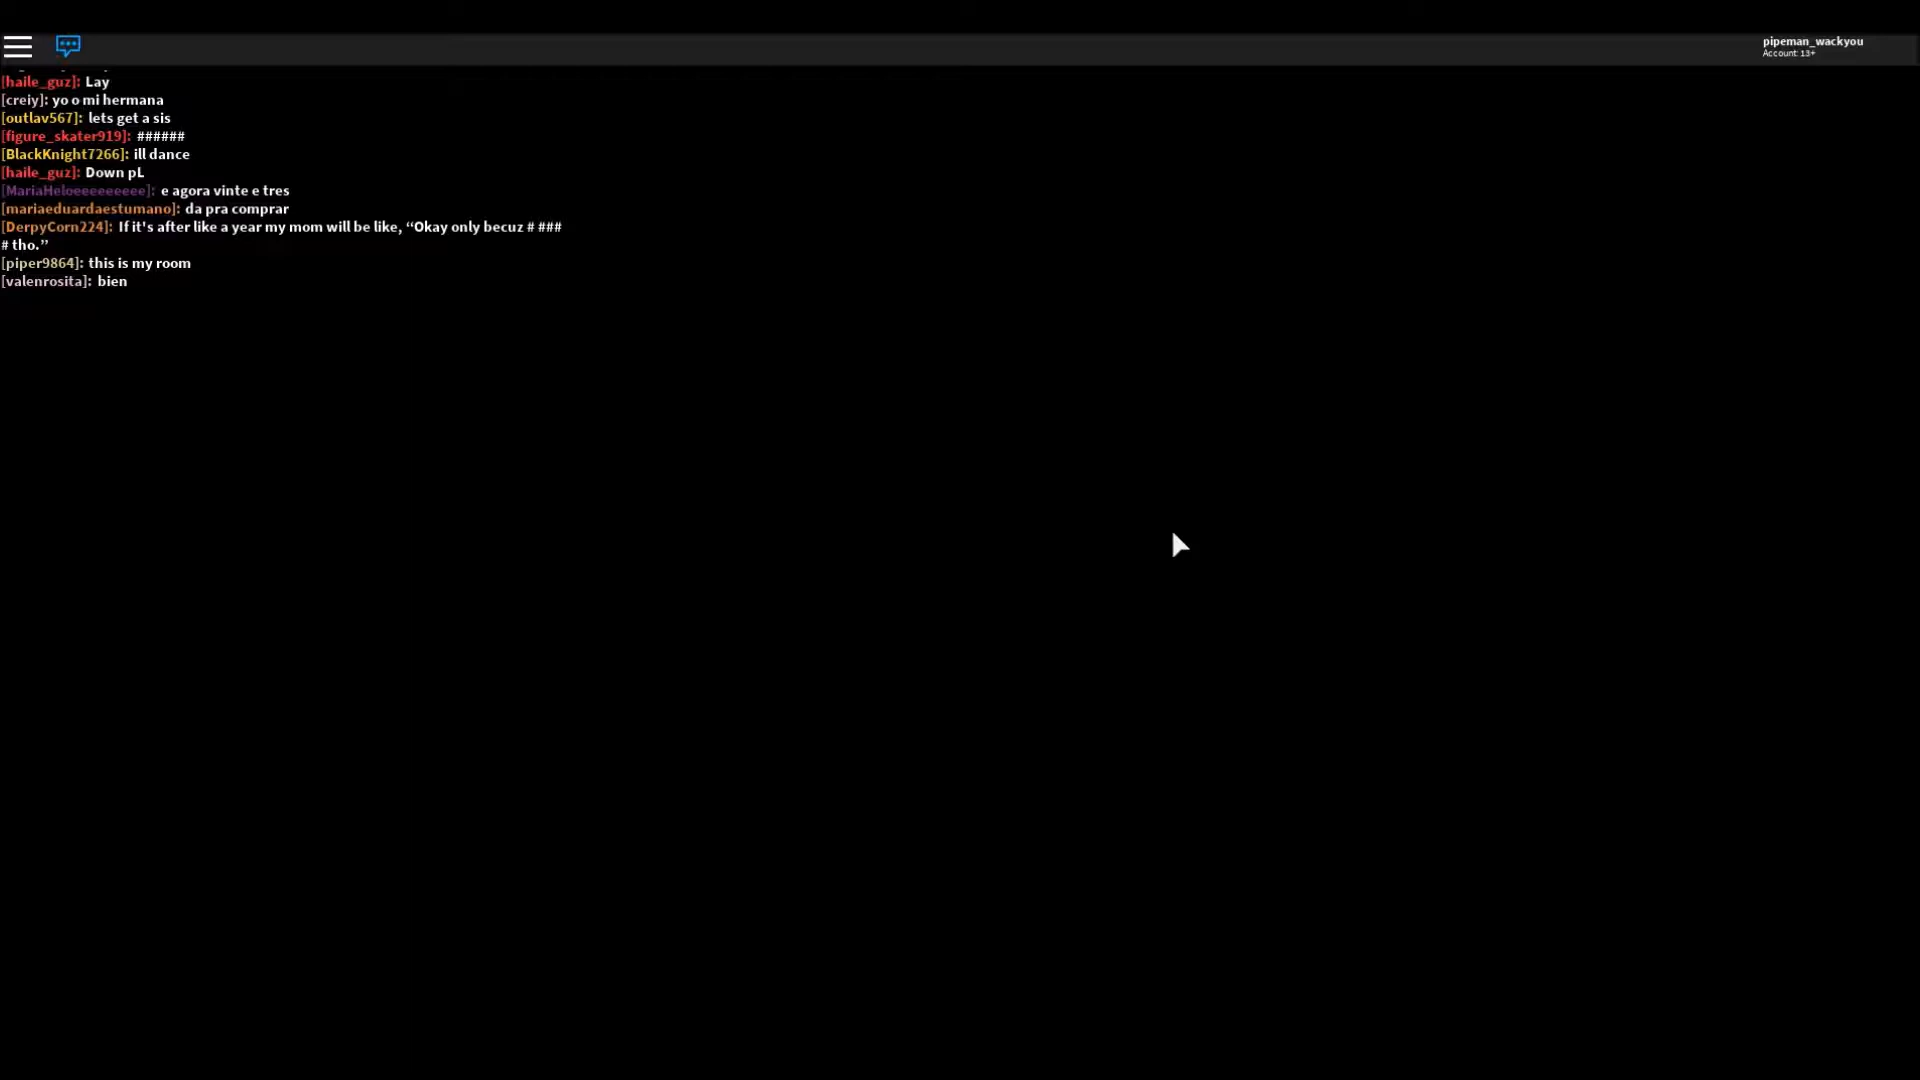 pipeman_wackyou
Account: 13+
[haile_guz]: Lay
[creiy]: yo o mi hermana
[outlav567]: lets get a sis
[figure_skater919]: ######
[BlackKnight7266]: ill dance
[haile_guz]: Down pL
[MariaHeloeeeeeeeee]: e agora vinte e tres
[mariaeduardaestumano]: da pra comprar
[DerpyCorn224]: If it's after like a year my mom will be like, “Okay only becuz # ###
# tho.”
[piper9864]: this is my room
[valenrosita]: bien